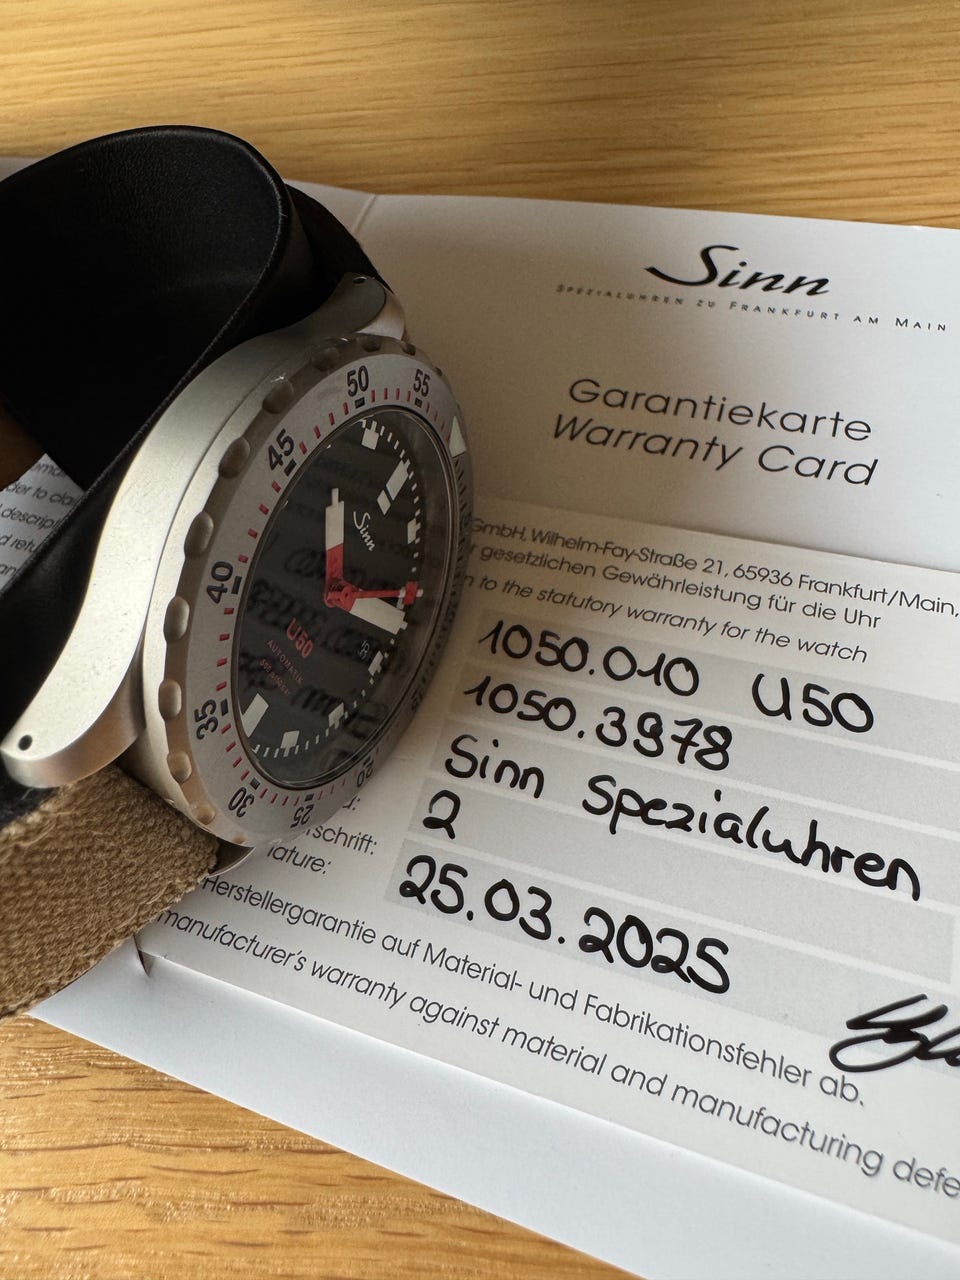 Sinn
SPEZIALUHREN ZU FRANKFURT AM MAIN
Garantiekarte
Warranty Card
GmbH, Wilhelm-Fay-Straße 21, 65936 Frankfurt/Main,
gesetzlichen Gewährleistung für die Uhr
to the statutory warranty for the watch
1050.010 U50
1050.3978
Sinn Spezialuhren
2
25.03.2025
Herstellergarantie auf Material- und Fabrikationsfehler ab.
manufacturer's warranty against material and manufacturing defe
50
55
45
40
35
30
25
20
Sinn
U50
AUTOMATIK